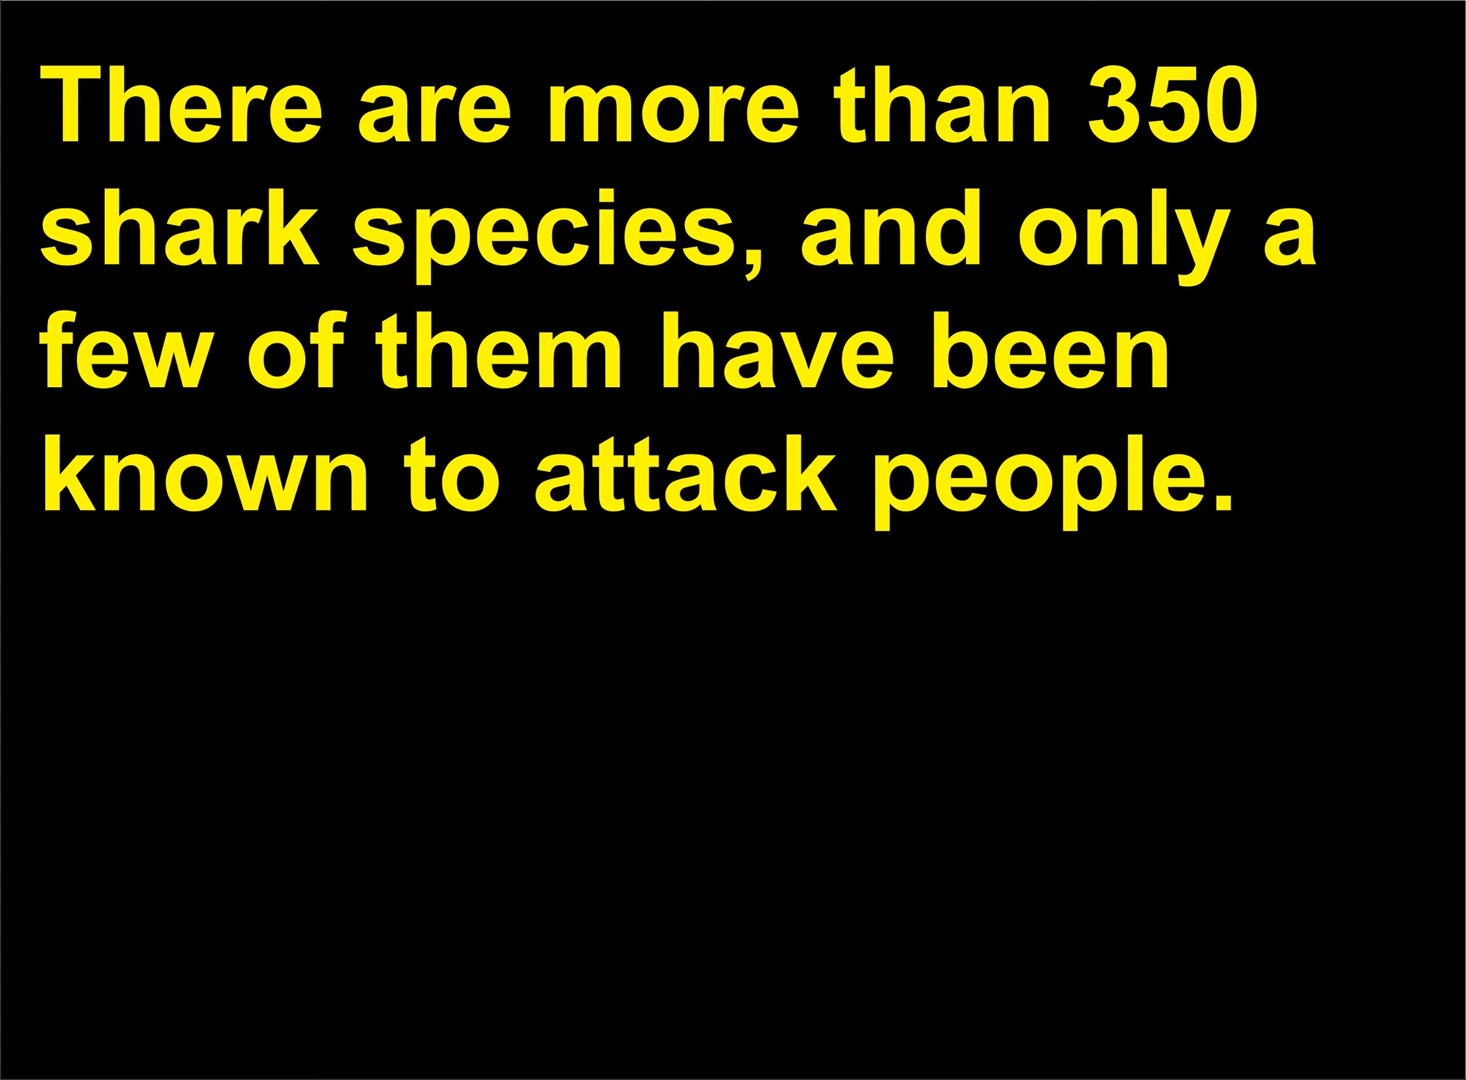 There are more than 350
shark species, and only a
few of them have been
known to attack people.